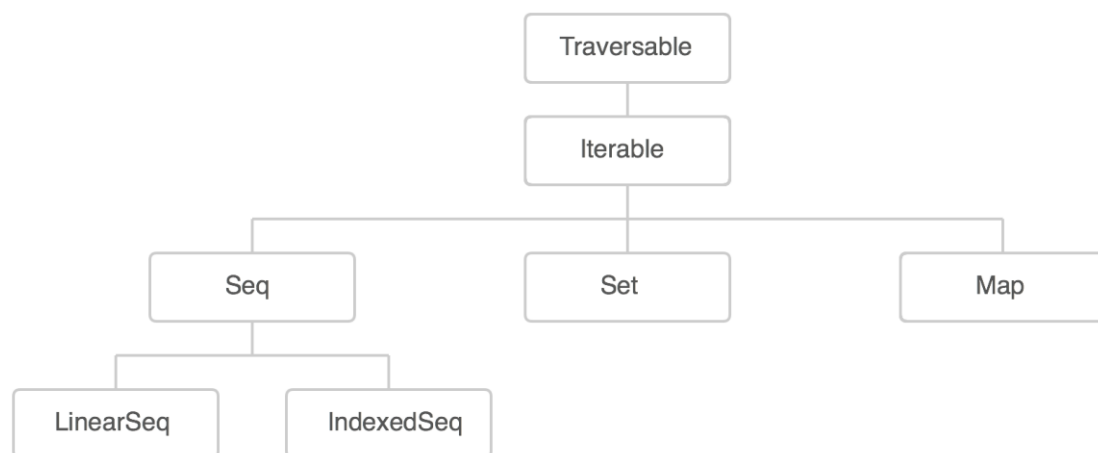 Traversable
Iterable
Seq
Set
Map
LinearSeq
IndexedSeq